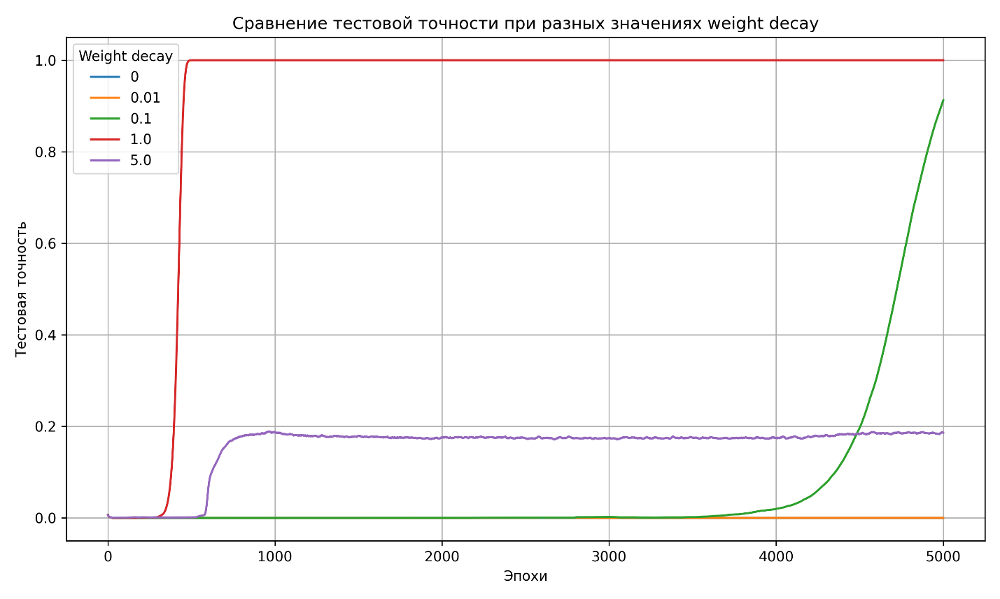 Сравнение тестовой точности при разных значениях weight decay
Weight decay
0
0.01
0.1
1.0
5.0
1.0
0.8
0.6
0.4
0.2
0.0
Тестовая точность
0 1000 2000 3000 4000 5000
Эпохи